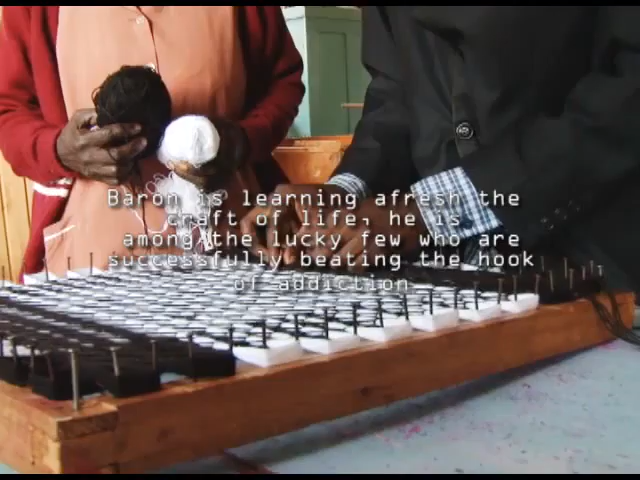 Baron is learning afresh the
craft of life, he is
among the lucky few who are
successfully beating the hook
of addiction